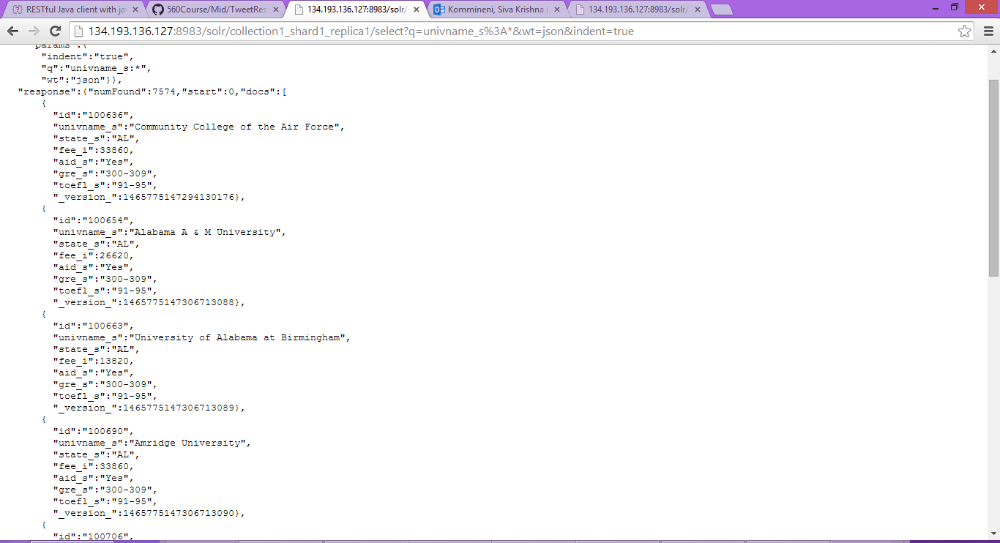 RESTful Java client with ja
560Course/Mid/TweetRes
134.193.136.127:8983/solr/
Kommineni, Siva Krishna (
134.193.136.127:8983/solr/
134.193.136.127:8983/solr/collection1_shard1_replica1/select?q=univname_s%3A*&wt=json&indent=true
params":{
"indent":"true",
"q":"univname_s:*",
"wt":"json"}},
"response":{"numFound":7574,"start":0,"docs":[
{
"id":"100636",
"univname_s":"Community College of the Air Force",
"state_s":"AL",
"fee_i":33860,
"aid_s":"Yes",
"gre_s":"300-309",
"toefl_s":"91-95",
"_version_":1465775147294130176},
{
"id":"100654",
"univname_s":"Alabama A & M University",
"state_s":"AL",
"fee_i":26620,
"aid_s":"Yes",
"gre_s":"300-309",
"toefl_s":"91-95",
"_version_":1465775147306713088},
{
"id":"100663",
"univname_s":"University of Alabama at Birmingham",
"state_s":"AL",
"fee_i":13820,
"aid_s":"Yes",
"gre_s":"300-309",
"toefl_s":"91-95",
"_version_":1465775147306713089},
{
"id":"100690",
"univname_s":"Amridge University",
"state_s":"AL",
"fee_i":33860,
"aid_s":"Yes",
"gre_s":"300-309",
"toefl_s":"91-95",
"_version_":1465775147306713090},
{
"id":"100706",